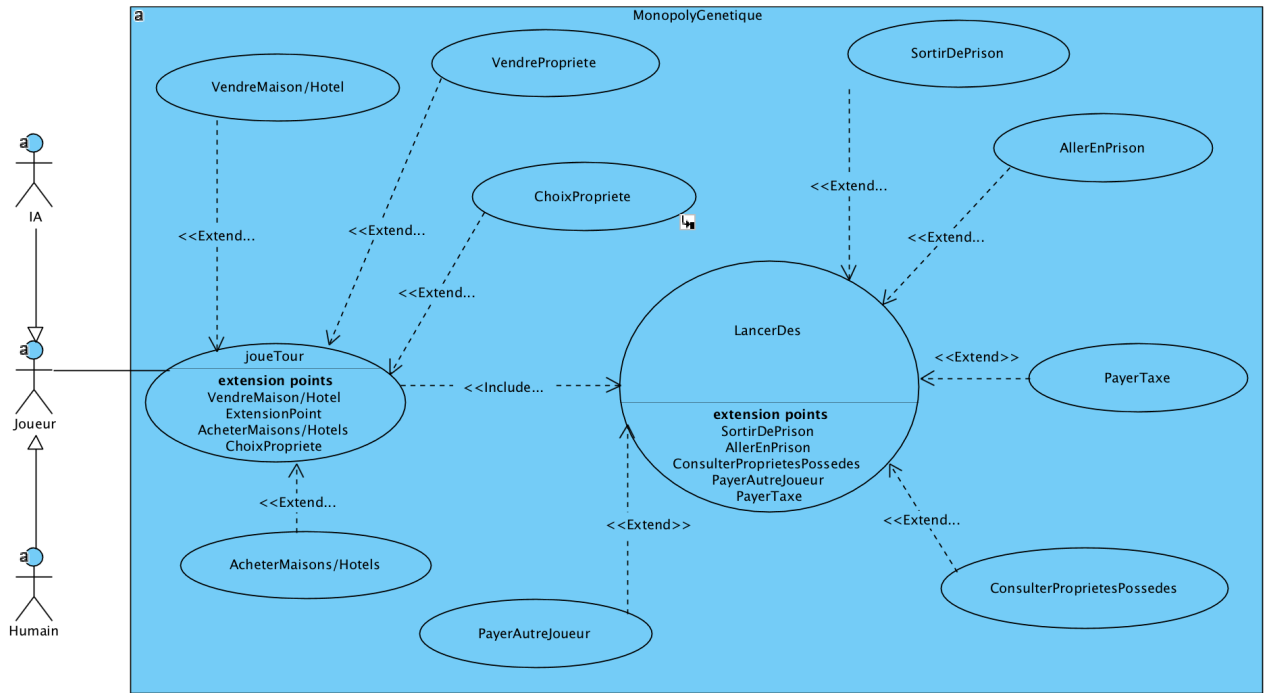 a
MonopolyGenetique
VendreMaison/Hotel
VendrePropriete
SortirDePrison
a
IA
AllerEnPrison
ChoixPropriete
<<Extend...
<<Extend...
<<Extend...
<<Extend...
<<Extend...
a
Joueur
joueTour
extension points
VendreMaison/Hotel
ExtensionPoint
AcheterMaisons/Hotels
ChoixPropriete
<<Include...
LancerDes
extension points
SortirDePrison
AllerEnPrison
ConsulterProprietesPossedes
PayerAutreJoueur
PayerTaxe
<<Extend>>
PayerTaxe
<<Extend...
<<Extend>>
<<Extend...
a
Humain
AcheterMaisons/Hotels
PayerAutreJoueur
ConsulterProprietesPossedes